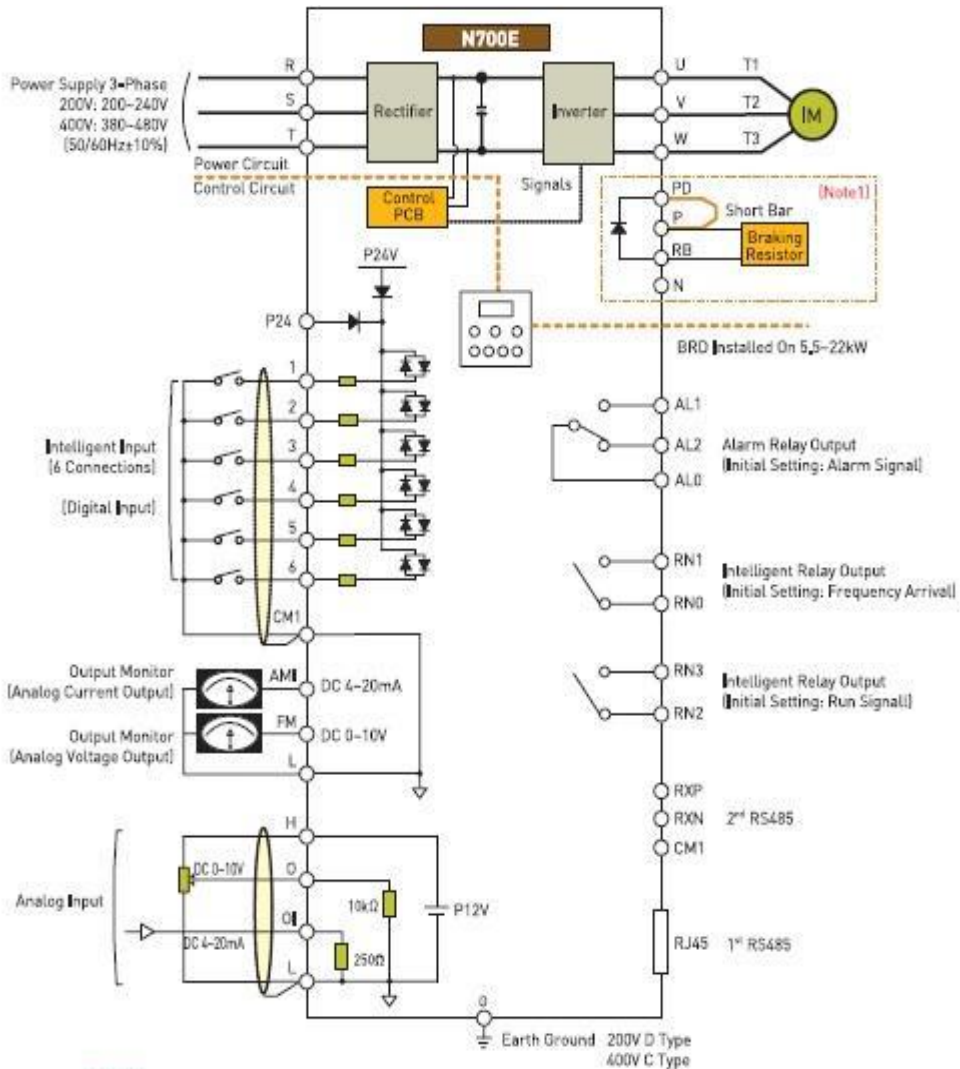 N700E
Power Supply 3-Phase
200V: 200~240V
400V: 380~480V
(50/60Hz±10%)
R
S
T
Rectifier
Inverter
U
V
W
T1
T2
T3
IM
Power Circuit
Control Circuit
Control
PCB
Signals
PD
P
RB
N
(Note1)
Short Bar
Braking
Resistor
BRD Installed On 5,5~22kW
P24V
P24
1
2
3
4
5
6
CM1
Intelligent Input
(6 Connections)
(Digital Input)
AL1
AL2
AL0
Alarm Relay Output
(Initial Setting: Alarm Signal)
RN1
RN0
Intelligent Relay Output
(Initial Setting: Frequency Arrival)
RN3
RN2
Intelligent Relay Output
(Initial Setting: Run Signall)
Output Monitor
(Analog Current Output)
AMI
DC 4~20mA
Output Monitor
(Analog Voltage Output)
FM
DC 0~10V
L
RXP
RXN
CM1
2nd RS485
Analog Input
H
DC 0~10V
O
OI
DC 4~20mA
L
10kΩ
250Ω
P12V
RJ45
1st RS485
G
Earth Ground
200V D Type
400V C Type